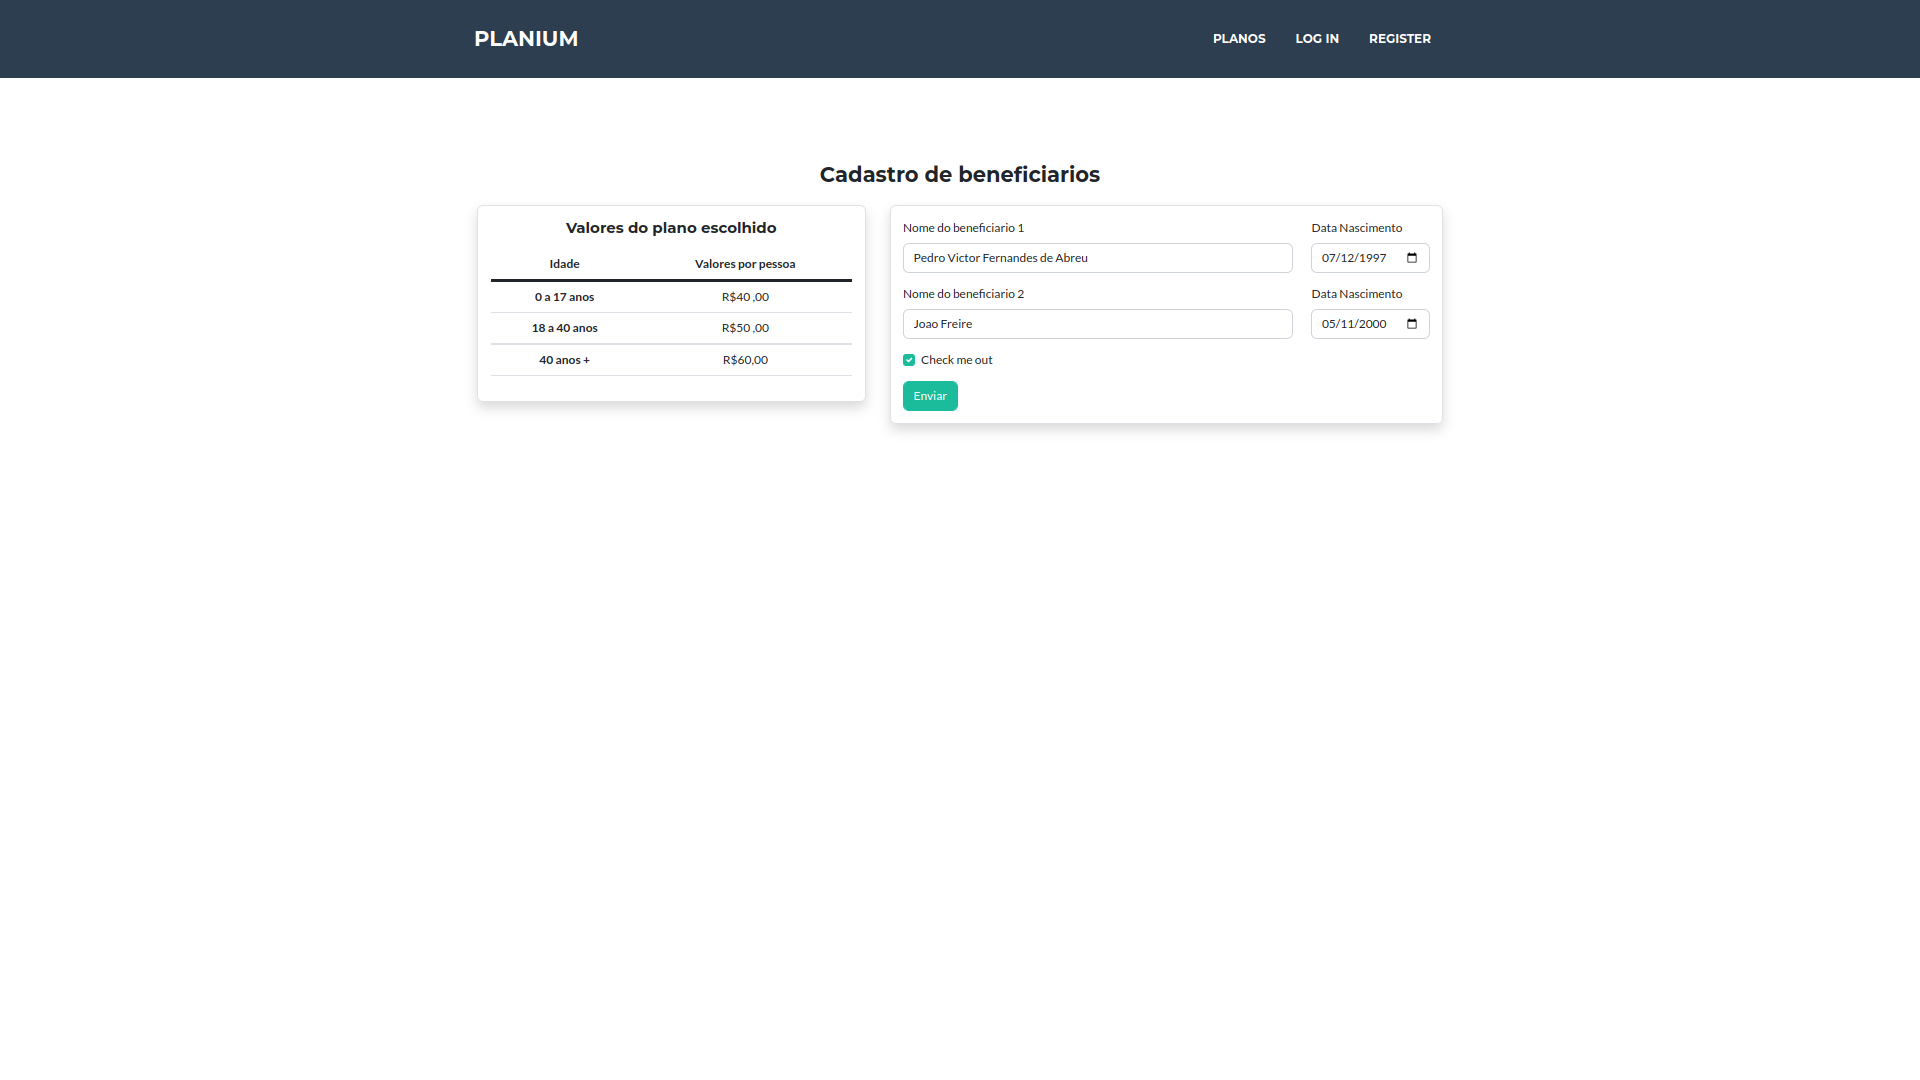 PLANIUM
PLANOS LOG IN REGISTER
Cadastro de beneficiarios
Valores do plano escolhido
Idade Valores por pessoa
0 a 17 anos R$40 ,00
18 a 40 anos R$50 ,00
40 anos + R$60,00
Nome do beneficiario 1 Data Nascimento
Pedro Victor Fernandes de Abreu 07/12/1997
Nome do beneficiario 2 Data Nascimento
Joao Freire 05/11/2000
Check me out
Enviar